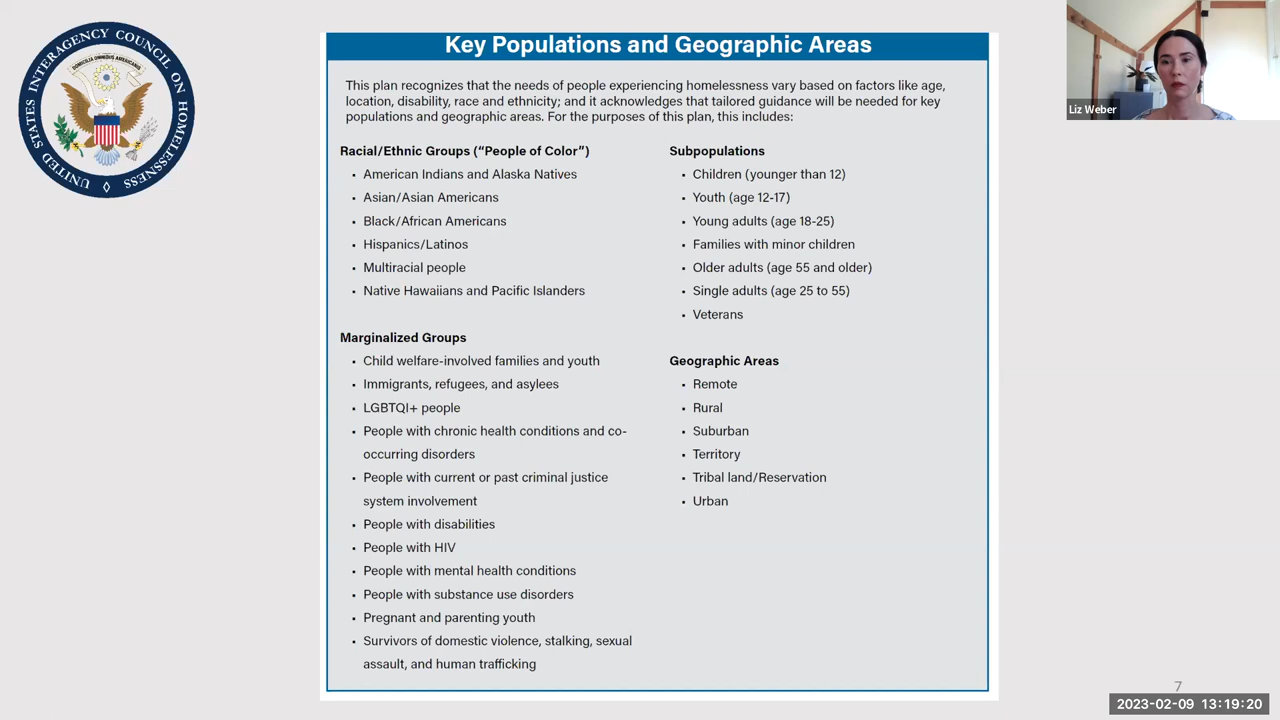 UNITED STATES INTERAGENCY COUNCIL ON HOMELESSNESS
DOMICILIA OMNIBUS AMERICANIS
Key Populations and Geographic Areas
This plan recognizes that the needs of people experiencing homelessness vary based on factors like age,
location, disability, race and ethnicity; and it acknowledges that tailored guidance will be needed for key
populations and geographic areas. For the purposes of this plan, this includes:
Racial/Ethnic Groups (“People of Color”)
• American Indians and Alaska Natives
• Asian/Asian Americans
• Black/African Americans
• Hispanics/Latinos
• Multiracial people
• Native Hawaiians and Pacific Islanders
Marginalized Groups
• Child welfare-involved families and youth
• Immigrants, refugees, and asylees
• LGBTQI+ people
• People with chronic health conditions and co-
occurring disorders
• People with current or past criminal justice
system involvement
• People with disabilities
• People with HIV
• People with mental health conditions
• People with substance use disorders
• Pregnant and parenting youth
• Survivors of domestic violence, stalking, sexual
assault, and human trafficking
Subpopulations
• Children (younger than 12)
• Youth (age 12-17)
• Young adults (age 18-25)
• Families with minor children
• Older adults (age 55 and older)
• Single adults (age 25 to 55)
• Veterans
Geographic Areas
• Remote
• Rural
• Suburban
• Territory
• Tribal land/Reservation
• Urban
Liz Weber
7
2023-02-09 13:19:20